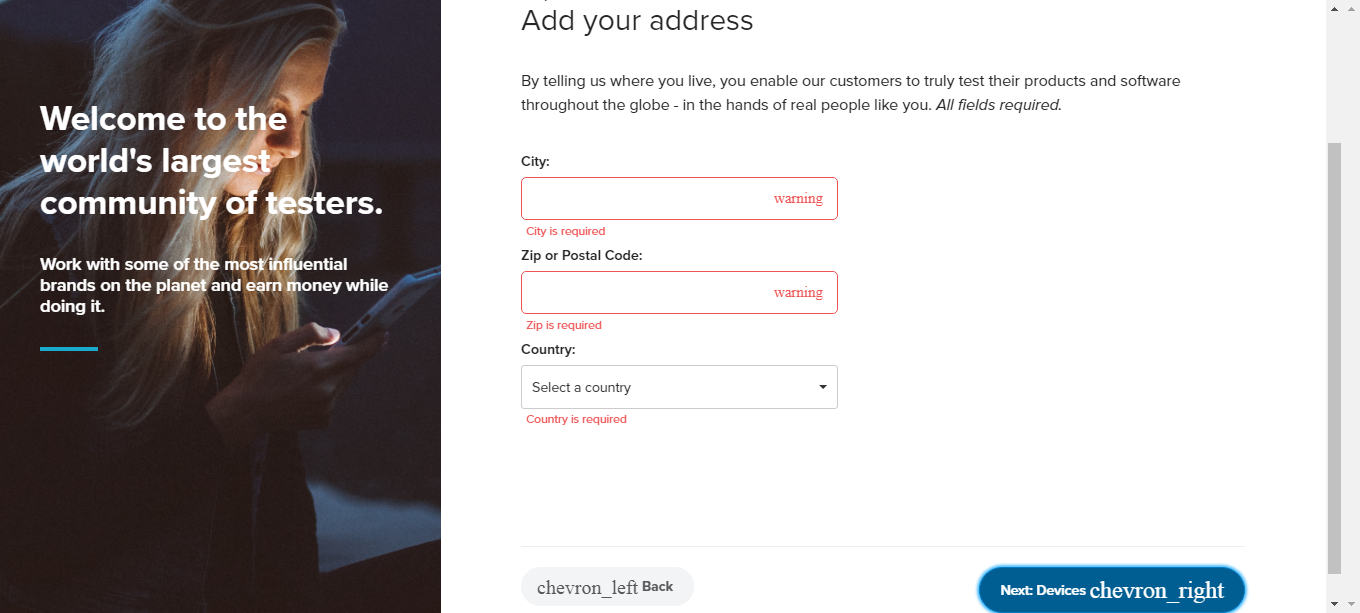 Welcome to the
world's largest
community of testers.
Work with some of the most influential
brands on the planet and earn money while
doing it.
Add your address
By telling us where you live, you enable our customers to truly test their products and software
throughout the globe - in the hands of real people like you. All fields required.
City:
warning
City is required
Zip or Postal Code:
warning
Zip is required
Country:
Select a country
Country is required
chevron_left Back
Next: Devices chevron_right